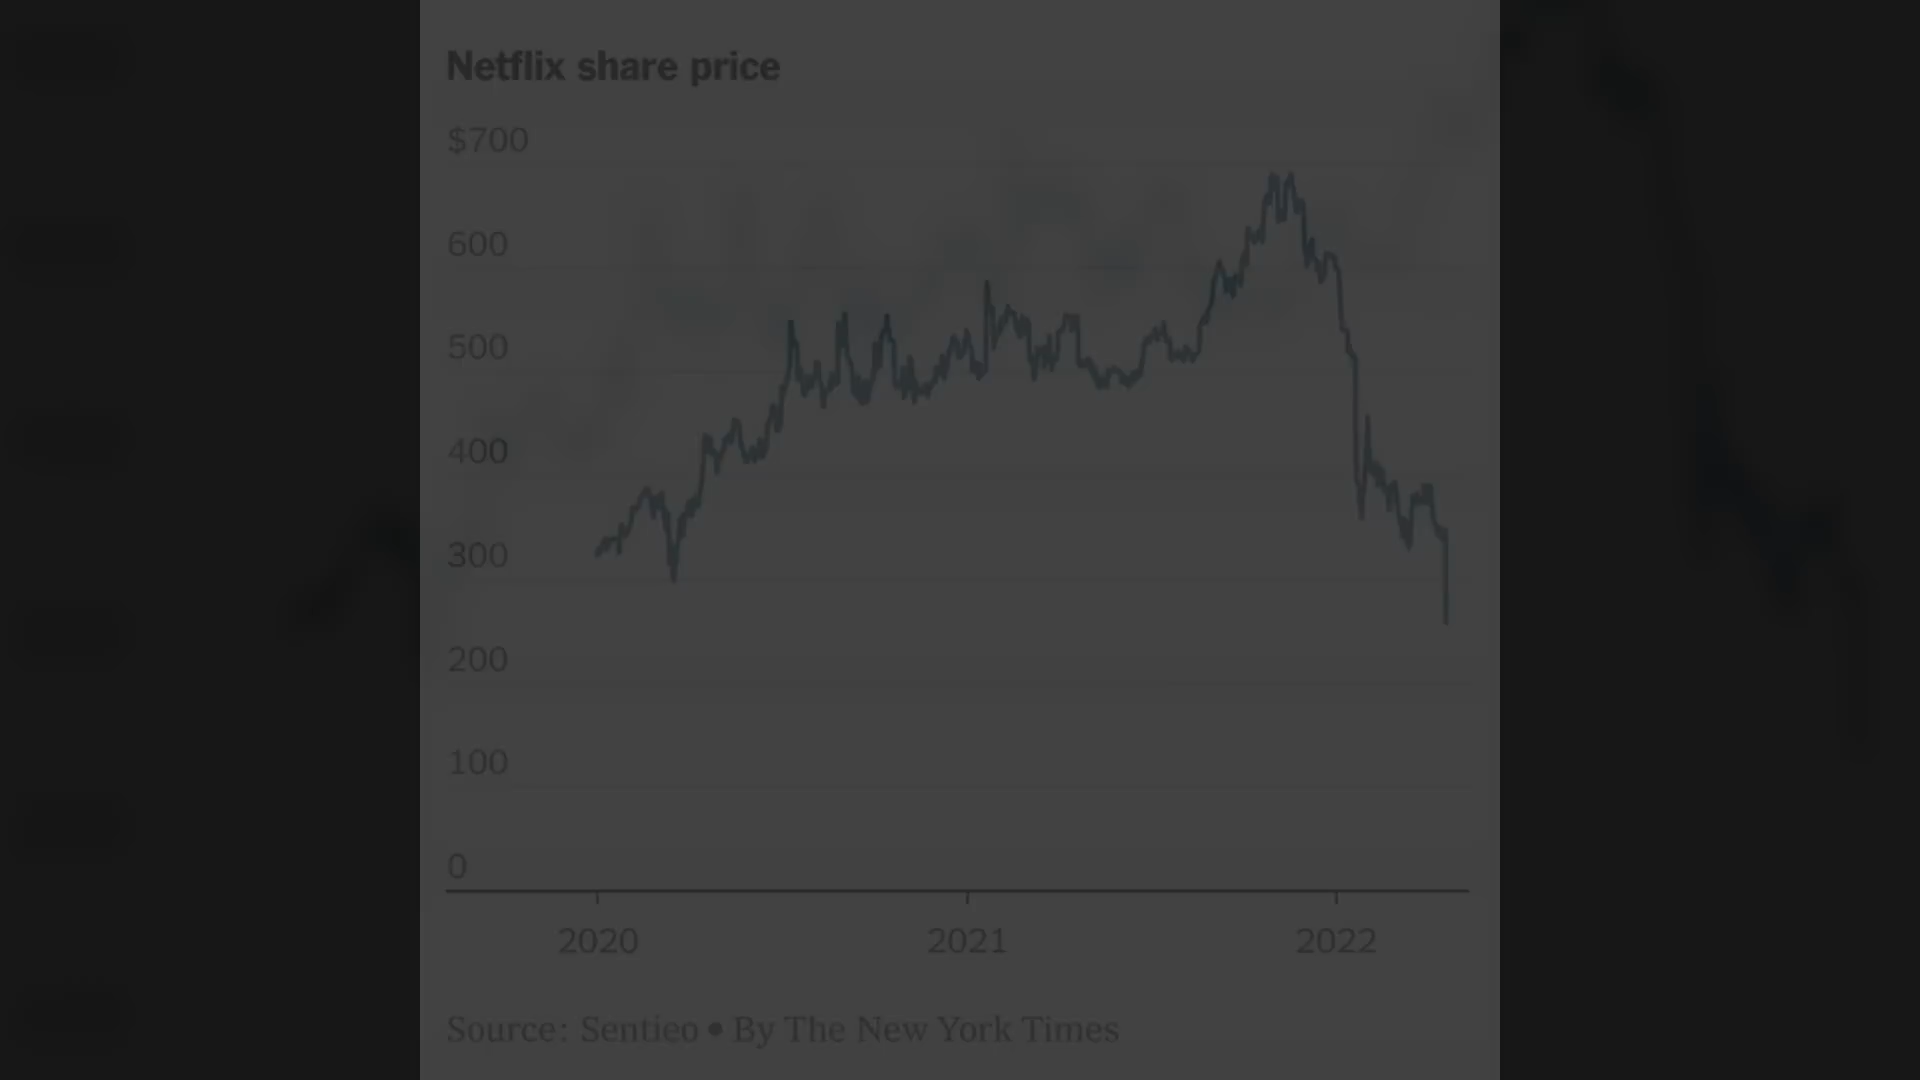 Netflix share price
$700
600
500
400
300
200
100
0
2020 2021 2022
Source: Sentieo • By The New York Times